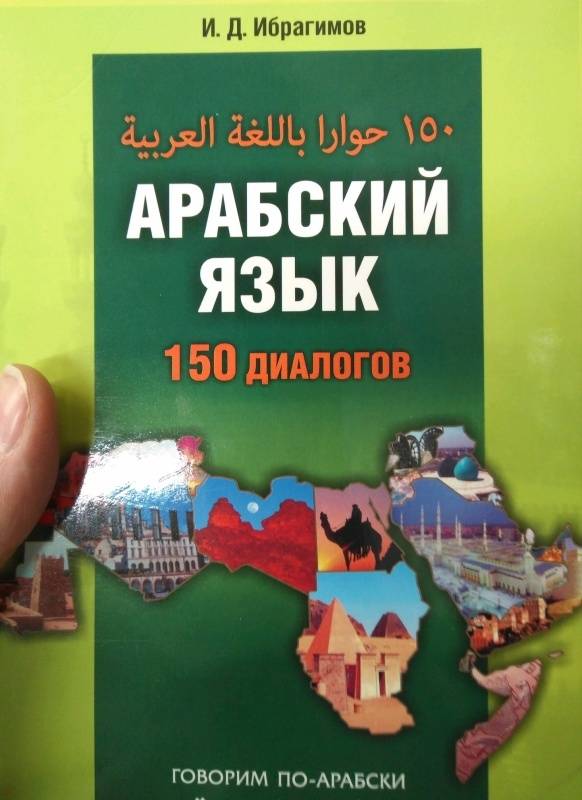 И. Д. Ибрагимов
١٥٠ حوارا باللغة العربية
АРАБСКИЙ
ЯЗЫК
150 ДИАЛОГОВ
ГОВОРИМ ПО-АРАБСКИ